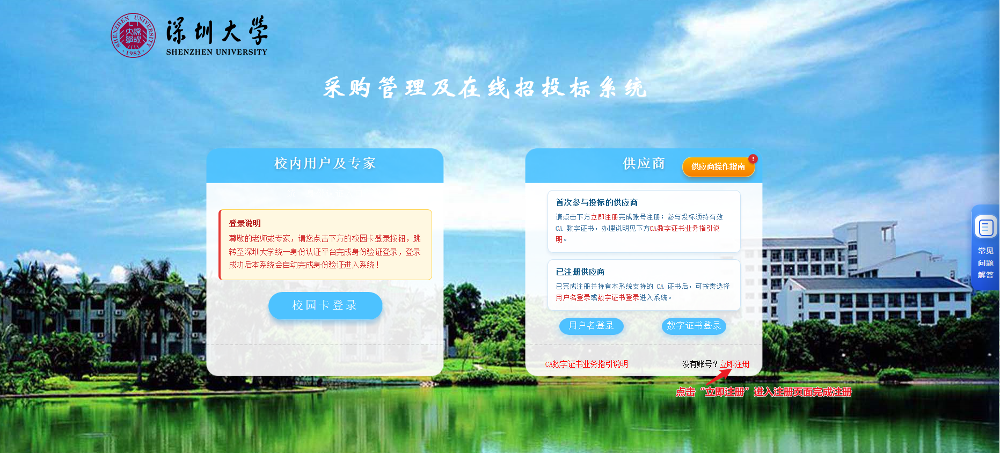 SHENZHEN UNIVERSITY
·1983·
深圳大学
SHENZHEN UNIVERSITY
采购管理及在线招投标系统
校内用户及专家
登录说明
尊敬的老师或专家，请您点击下方的校园卡登录按钮，跳
转至深圳大学统一身份认证平台完成身份验证登录，登录
成功后本系统会自动完成身份验证进入系统！
校园卡登录
供应商
供应商操作指南
!
首次参与投标的供应商
请点击下方立即注册完成账号注册；参与投标须持有效
CA 数字证书，办理说明见下方CA数字证书业务指引说
明。
已注册供应商
已完成注册并持有本系统支持的 CA 证书后，可按需选择
用户名登录或数字证书登录进入系统。
用户名登录
数字证书登录
CA数字证书业务指引说明
没有账号？立即注册
点击“立即注册”进入注册页面完成注册
常见
问题
解答